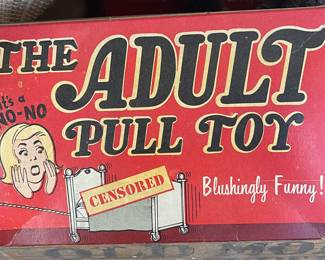 THE ADULT
It's a
NO-NO
PULL TOY
CENSORED
Blushingly Funny!